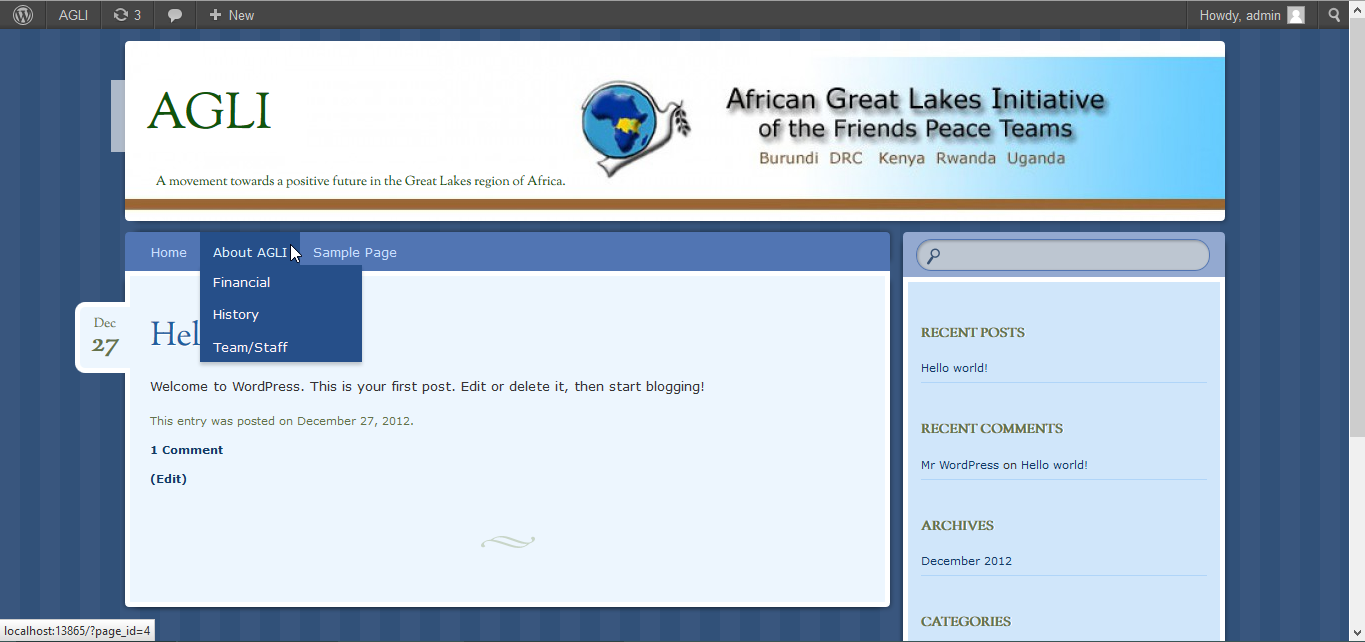 AGLI
3
New
Howdy, admin
AGLI
African Great Lakes Initiative
of the Friends Peace Teams
Burundi DRC Kenya Rwanda Uganda
A movement towards a positive future in the Great Lakes region of Africa.
Home
About AGLI
Sample Page
Financial
History
Team/Staff
Dec
27
Hel
Welcome to WordPress. This is your first post. Edit or delete it, then start blogging!
This entry was posted on December 27, 2012.
1 Comment
(Edit)
RECENT POSTS
Hello world!
RECENT COMMENTS
Mr WordPress on Hello world!
ARCHIVES
December 2012
CATEGORIES
localhost:13865/?page_id=4